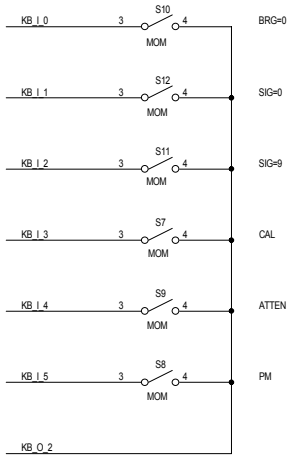 S10
KB_I_0 3 4 BRG=0
MOM
S12
KB_I_1 3 4 SIG=0
MOM
S11
KB_I_2 3 4 SIG=9
MOM
S7
KB_I_3 3 4 CAL
MOM
S9
KB_I_4 3 4 ATTEN
MOM
S8
KB_I_5 3 4 PM
MOM
KB_O_2